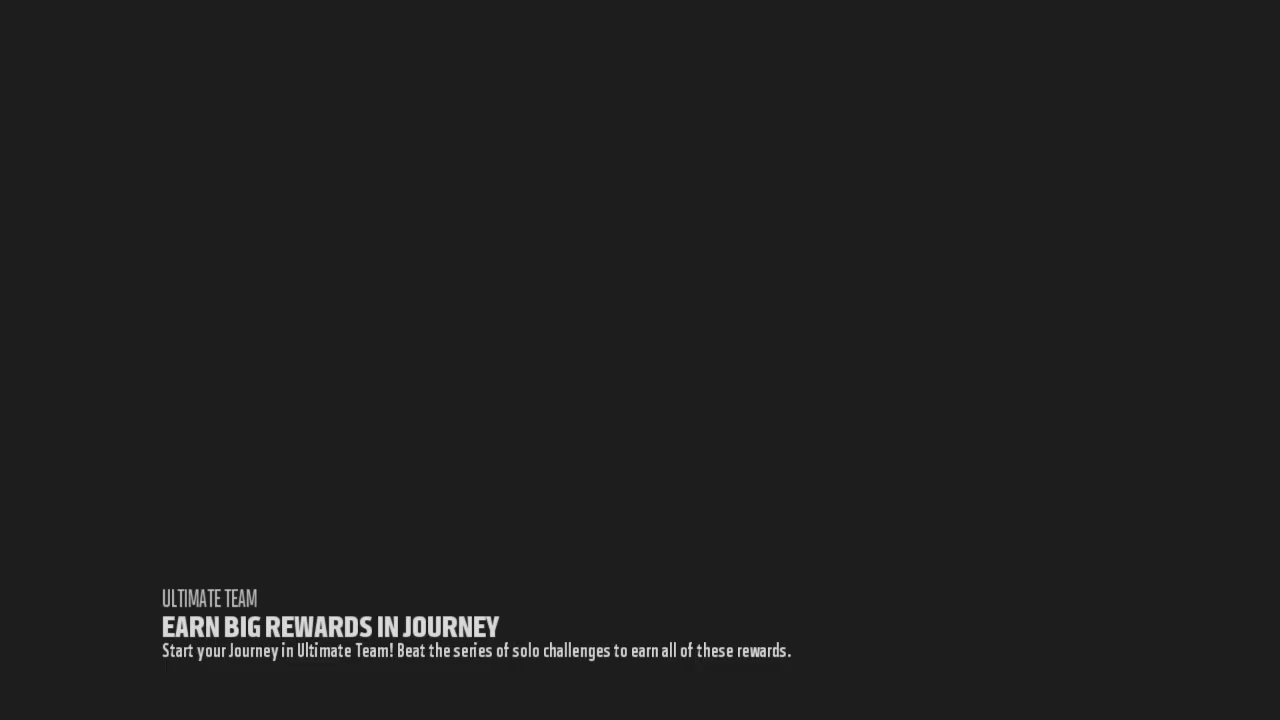 ULTIMATE TEAM
EARN BIG REWARDS IN JOURNEY
Start your Journey in Ultimate Team! Beat the series of solo challenges to earn all of these rewards.